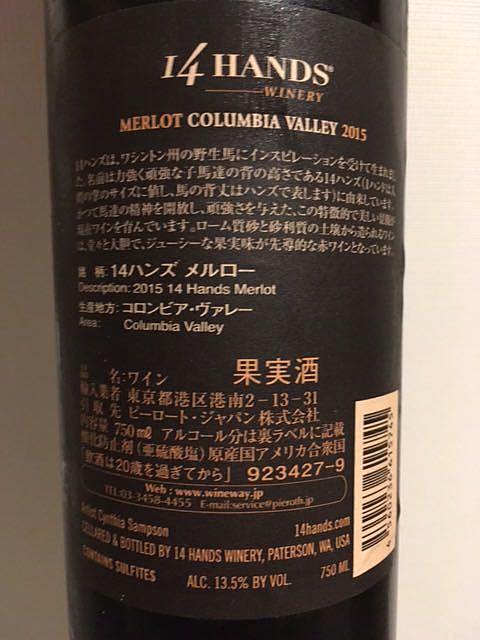 14 HANDS®
WINERY
MERLOT COLUMBIA VALLEY 2015
14ハンズは、ワシントン州の野生馬にインスピレーションを受けて生まれまし
た。名前は力強く頑強な子馬達の背の高さである14ハンズ(1ハンドは人
間の掌のサイズに値し、馬の背丈はハンズで表します)に由来しています。
かつて馬達の精神を開放し、頑強さを与えた、この特徴的で美しい景観が
現在ワインを育んでいます。ローム質砂と砂利質の土壌から造られるワイン
は、堂々と大胆で、ジューシーな果実味が先導的な赤ワインとなっています。
銘 柄:14ハンズ メルロー
Description: 2015 14 Hands Merlot
生産地方: コロンビア・ヴァレー
Area: Columbia Valley
品 名: ワイン 果実酒
輸入業者 東京都港区港南2-13-31
引取先 ピーロート・ジャパン株式会社
内容量 750㎖ アルコール分は裏ラベルに記載
酸化防止剤(亜硫酸塩) 原産国アメリカ合衆国
「飲酒は20歳を過ぎてから」 923427-9
Web : www.wineway.jp
TEL:03-3458-4455 E-mail:service@pieroth.jp
Artist Cynthia Sampson 14hands.com
CELLARED & BOTTLED BY 14 HANDS WINERY, PATERSON, WA, USA
CONTAINS SULFITES ALC. 13.5% BY VOL. 750 ML